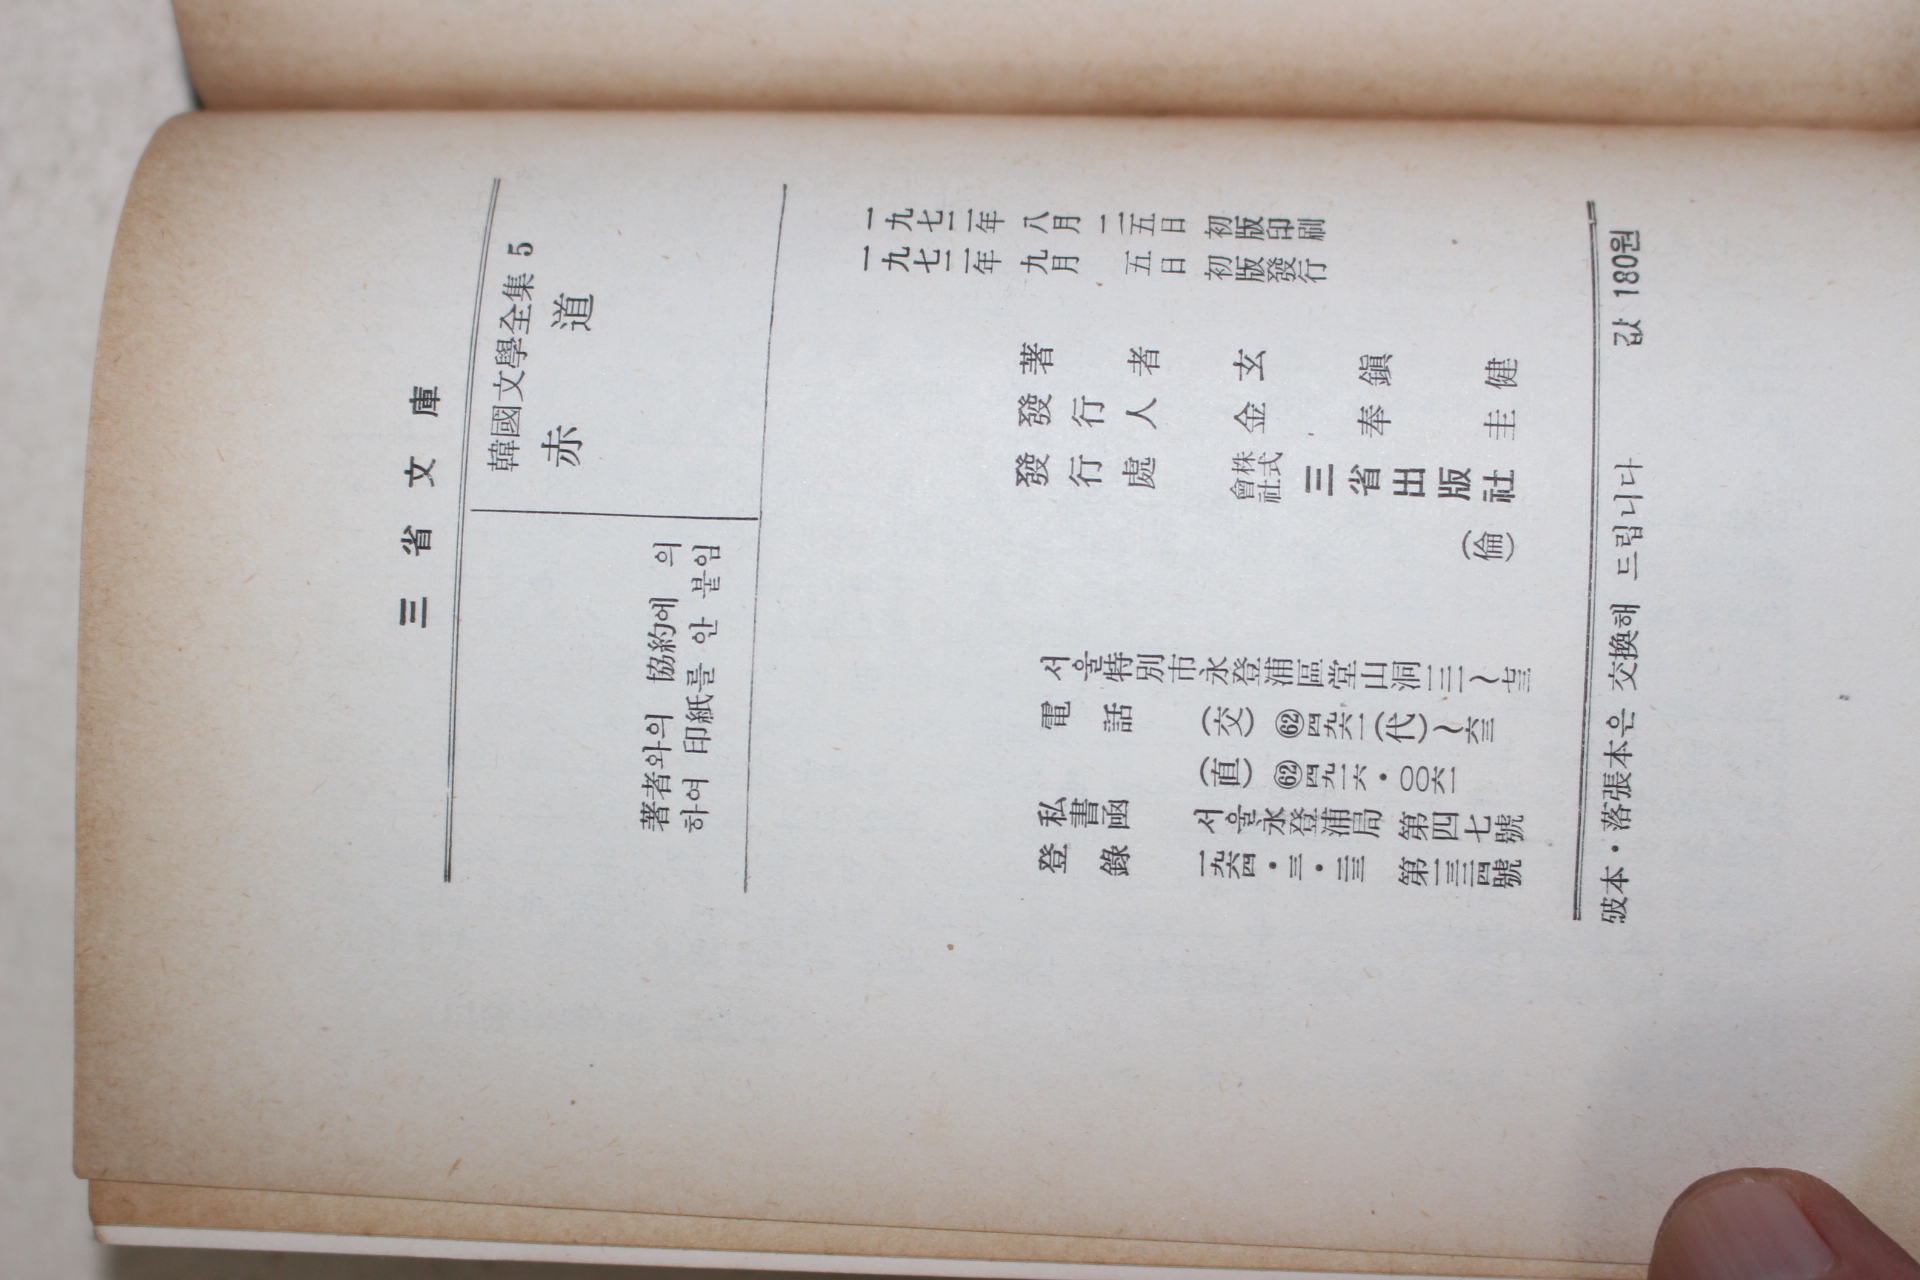 三省文庫
韓國文學全集 5
赤道
著者와의 協約에 의
하여 印紙를 안 붙임
一九七二年 八月 二五日 初版印刷
一九七二年 九月 五日 初版發行
著者 玄鎭健
發行人 金奉圭
發行處 株式會社 三省出版社
(倫)
서울特別市永登浦區堂山洞三一~七三
電話 (交) ㉒四九六一(代)~六三
(直) ㉒四九一六・〇〇六一
私書函 서울永登浦局 第四七號
登錄 一九六四・三・三三 第一三三四號
破本・落張本은 交換해 드립니다 값 180원